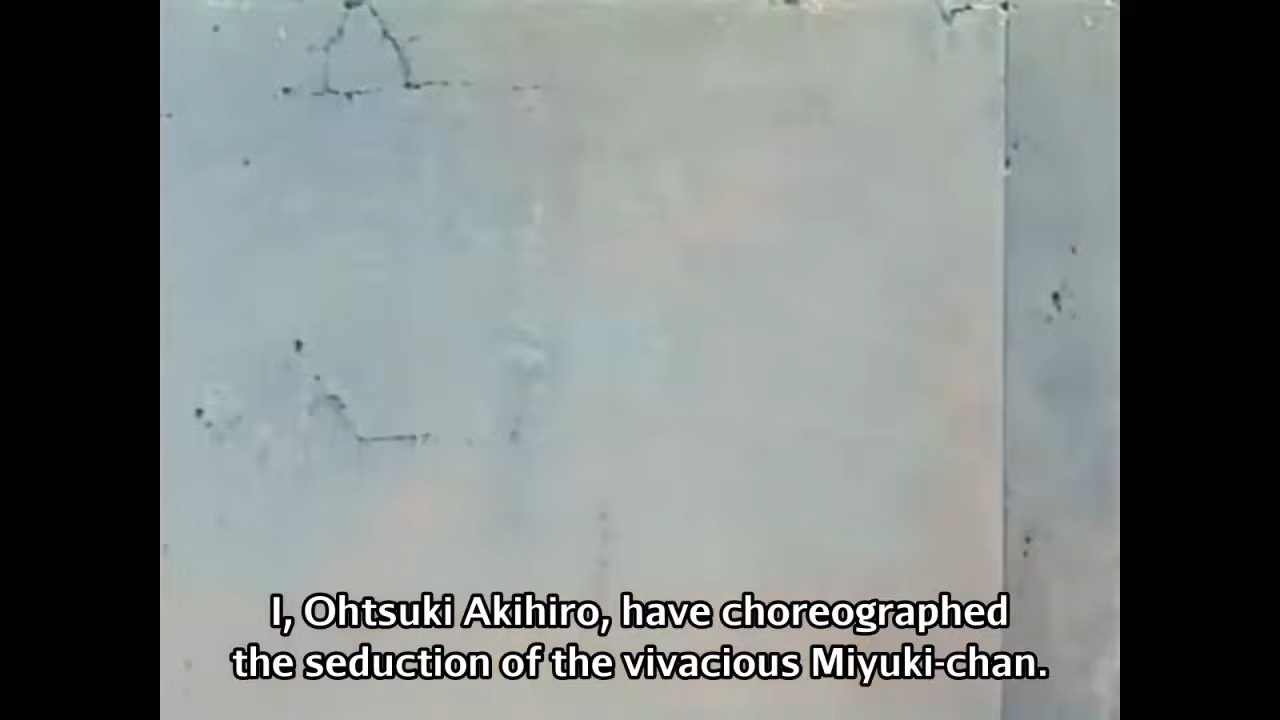 I, Ohtsuki Akihiro, have choreographed
the seduction of the vivacious Miyuki-chan.